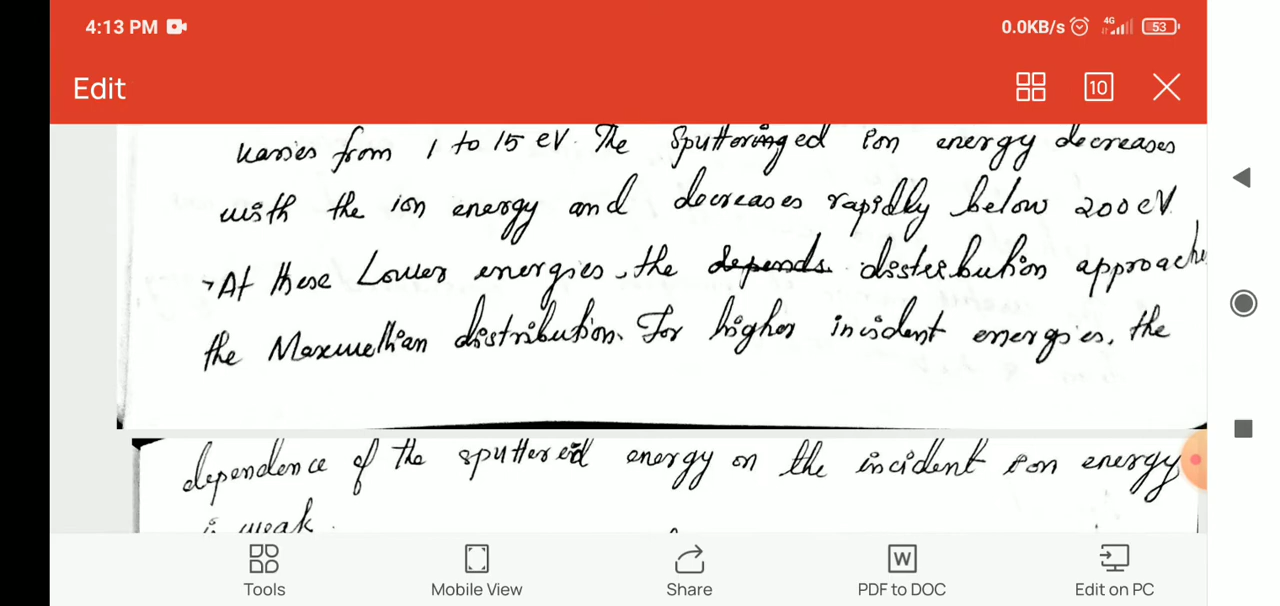 4:13 PM
0.0KB/s 4G 53
Edit
10
varies from 1 to 15 eV. The Sputteringed ion energy decreases
with the ion energy and decreases rapidly below 200eV
At these Lower energies, the depends distribution approache
the Maxwellian distribution. For higher incident energies, the
dependence of the sputtered energy on the incident ion energy
is weak.
Tools
Mobile View
Share
W
PDF to DOC
Edit on PC